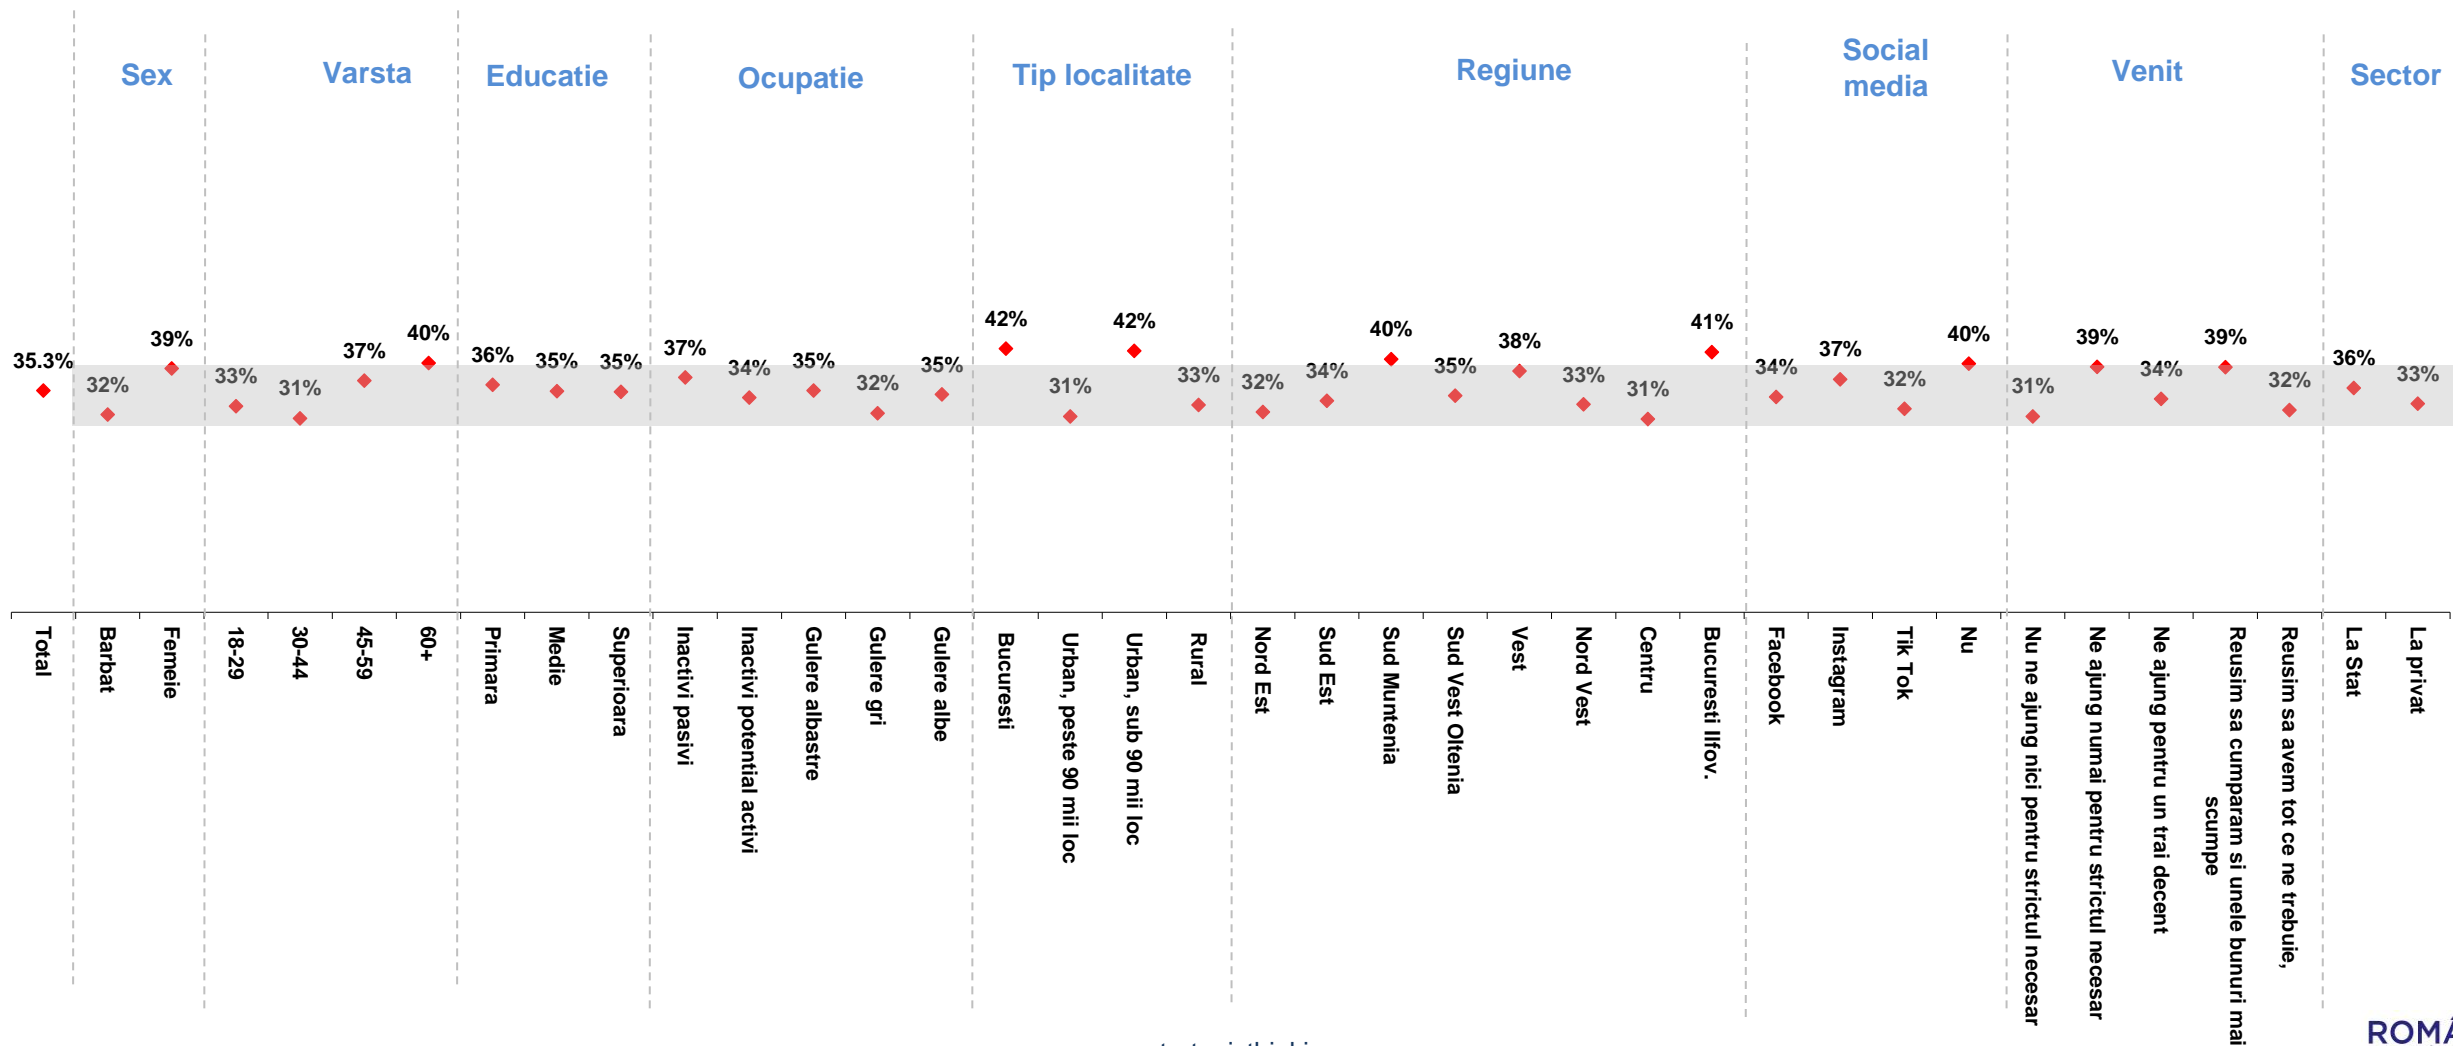 Sex
Varsta
Educatie
Ocupatie
Tip localitate
Regiune
Social
media
Venit
Sector
35.3%
32%
39%
33%
31%
37%
40%
36%
35%
35%
37%
34%
35%
32%
35%
42%
31%
42%
33%
32%
34%
40%
35%
38%
33%
31%
41%
34%
37%
32%
40%
31%
39%
34%
39%
32%
36%
33%
Total
Barbat
Femeie
18-29
30-44
45-59
60+
Primara
Medie
Superioara
Inactivi pasivi
Inactivi potential activi
Gulere albastre
Gulere gri
Gulere albe
Bucuresti
Urban, peste 90 mii loc
Urban, sub 90 mii loc
Rural
Nord Est
Sud Est
Sud Muntenia
Sud Vest Oltenia
Vest
Nord Vest
Centru
Bucuresti Ilfov.
Facebook
Instagram
Tik Tok
Nu
Nu ne ajung nici pentru strictul necesar
Ne ajung numai pentru strictul necesar
Ne ajung pentru un trai decent
Reusim sa cumparam si unele bunuri mai
scumpe
Reusim sa avem tot ce ne trebuie,
La Stat
La privat